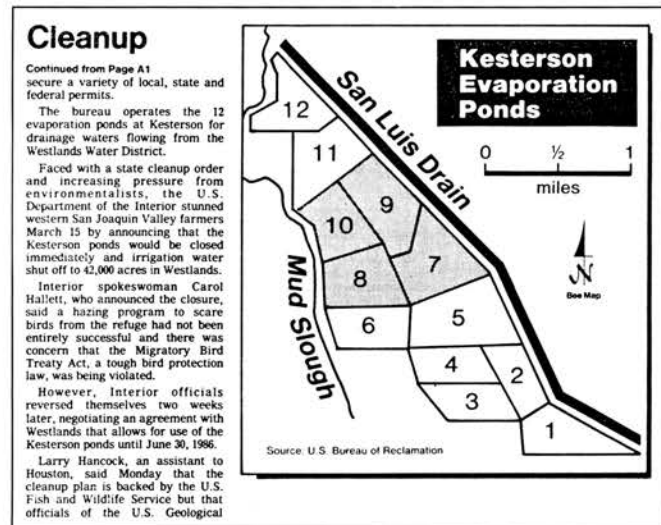 Cleanup
Continued from Page A1
secure a variety of local, state and
federal permits.
The bureau operates the 12
evaporation ponds at Kesterson for
drainage waters flowing from the
Westlands Water District.
Faced with a state cleanup order
and increasing pressure from
environmentalists, the U.S.
Department of the Interior stunned
western San Joaquin Valley farmers
March 15 by announcing that the
Kesterson ponds would be closed
immediately and irrigation water
shut off to 42,000 acres in Westlands.
Interior spokeswoman Carol
Hallett, who announced the closure,
said a hazing program to scare
birds from the refuge had not been
entirely successful and there was
concern that the Migratory Bird
Treaty Act, a tough bird protection
law, was being violated.
However, Interior officials
reversed themselves two weeks
later, negotiating an agreement with
Westlands that allows for use of the
Kesterson ponds until June 30, 1986.
Larry Hancock, an assistant to
Houston, said Monday that the
cleanup plan is backed by the U.S.
Fish and Wildlife Service but that
officials of the U.S. Geological
Kesterson
Evaporation
Ponds
0 ½ 1
miles
N
Bee Map
San Luis Drain
Mud Slough
12
11
9
10
7
8
6
5
4
2
3
1
Source: U.S. Bureau of Reclamation